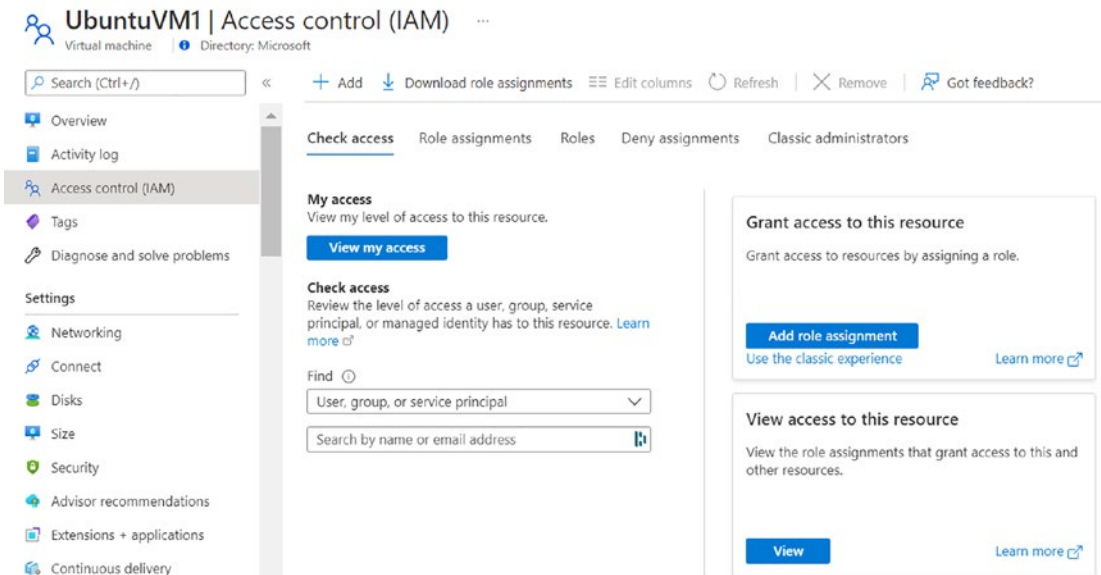 UbuntuVM1 | Access control (IAM) ...
Virtual machine | Directory: Microsoft
Search (Ctrl+/)
«
Overview
Activity log
Access control (IAM)
Tags
Diagnose and solve problems
Settings
Networking
Connect
Disks
Size
Security
Advisor recommendations
Extensions + applications
Continuous delivery
+ Add Download role assignments Edit columns Refresh | Remove | Got feedback?
Check access Role assignments Roles Deny assignments Classic administrators
My access
View my level of access to this resource.
View my access
Check access
Review the level of access a user, group, service
principal, or managed identity has to this resource. Learn
more
Find
User, group, or service principal
Search by name or email address
Grant access to this resource
Grant access to resources by assigning a role.
Add role assignment
Use the classic experience Learn more
View access to this resource
View the role assignments that grant access to this and
other resources.
View Learn more